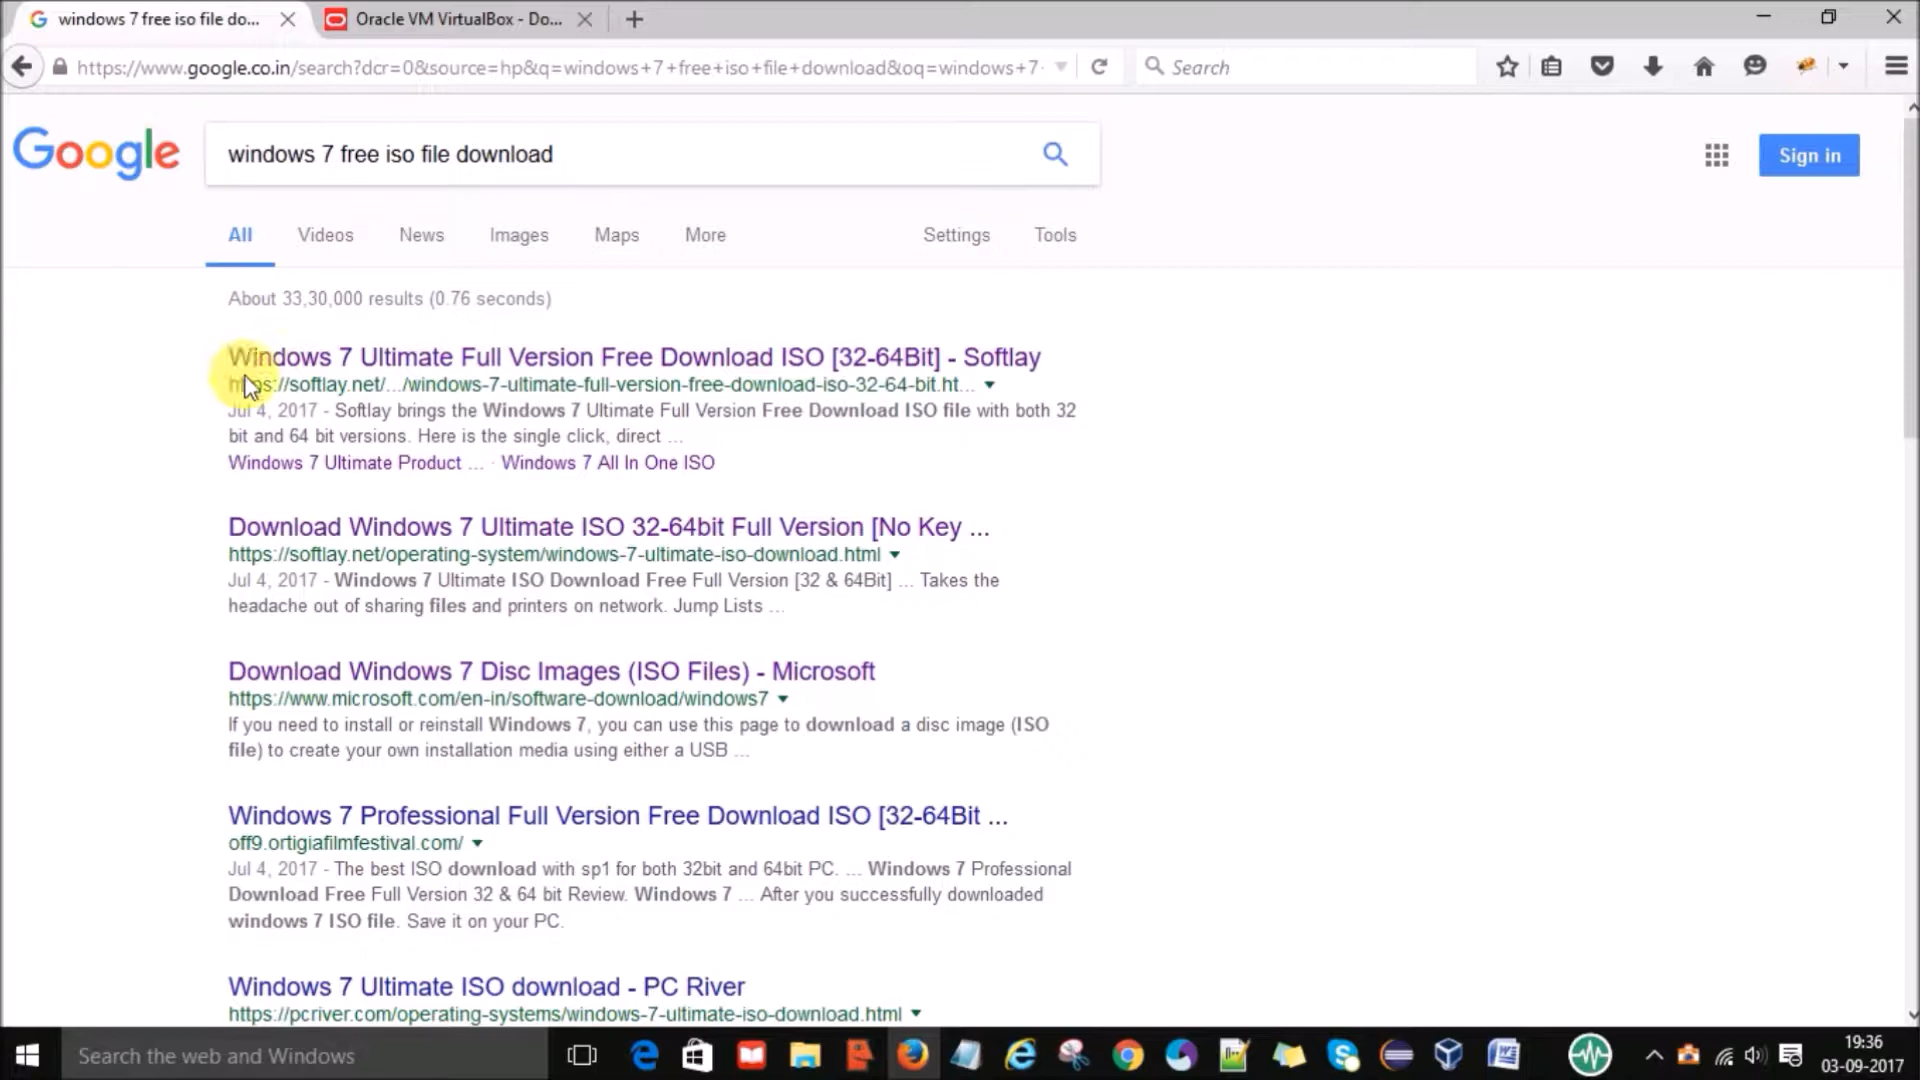 windows 7 free iso file do...
Oracle VM VirtualBox - Do...
https://www.google.co.in/search?dcr=0&source=hp&q=windows+7+free+iso+file+download&oq=windows+7-
Search
Google
windows 7 free iso file download
Sign in
All
Videos
News
Images
Maps
More
Settings
Tools
About 33,30,000 results (0.76 seconds)
Windows 7 Ultimate Full Version Free Download ISO [32-64Bit] - Softlay
https://softlay.net/.../windows-7-ultimate-full-version-free-download-iso-32-64-bit.ht...
Jul 4, 2017 - Softlay brings the Windows 7 Ultimate Full Version Free Download ISO file with both 32
bit and 64 bit versions. Here is the single click, direct ...
Windows 7 Ultimate Product ... · Windows 7 All In One ISO
Download Windows 7 Ultimate ISO 32-64bit Full Version [No Key ...
https://softlay.net/operating-system/windows-7-ultimate-iso-download.html
Jul 4, 2017 - Windows 7 Ultimate ISO Download Free Full Version [32 & 64Bit] ... Takes the
headache out of sharing files and printers on network. Jump Lists ...
Download Windows 7 Disc Images (ISO Files) - Microsoft
https://www.microsoft.com/en-in/software-download/windows7
If you need to install or reinstall Windows 7, you can use this page to download a disc image (ISO
file) to create your own installation media using either a USB ...
Windows 7 Professional Full Version Free Download ISO [32-64Bit ...
off9.ortigiafilmfestival.com/
Jul 4, 2017 - The best ISO download with sp1 for both 32bit and 64bit PC. ... Windows 7 Professional
Download Free Full Version 32 & 64 bit Review. Windows 7 ... After you successfully downloaded
windows 7 ISO file. Save it on your PC.
Windows 7 Ultimate ISO download - PC River
https://pcriver.com/operating-systems/windows-7-ultimate-iso-download.html
Search the web and Windows
19:36
03-09-2017